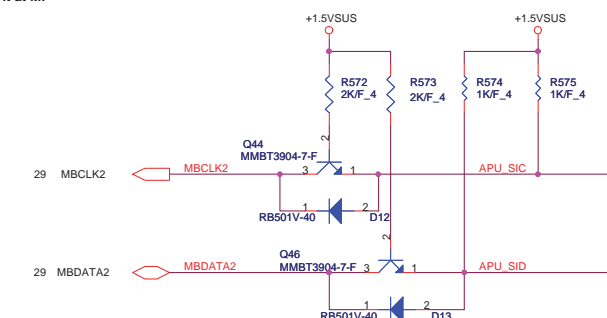 +1.5VSUS
+1.5VSUS
R572
2K/F_4
R573
2K/F_4
R574
1K/F_4
R575
1K/F_4
Q44
MMBT3904-7-F
2
29 MBCLK2
MBCLK2
3
1
APU_SIC
1
2
RB501V-40
D12
Q46
MMBT3904-7-F
2
29 MBDATA2
MBDATA2
3
1
APU_SID
1
2
RB501V-40
D13